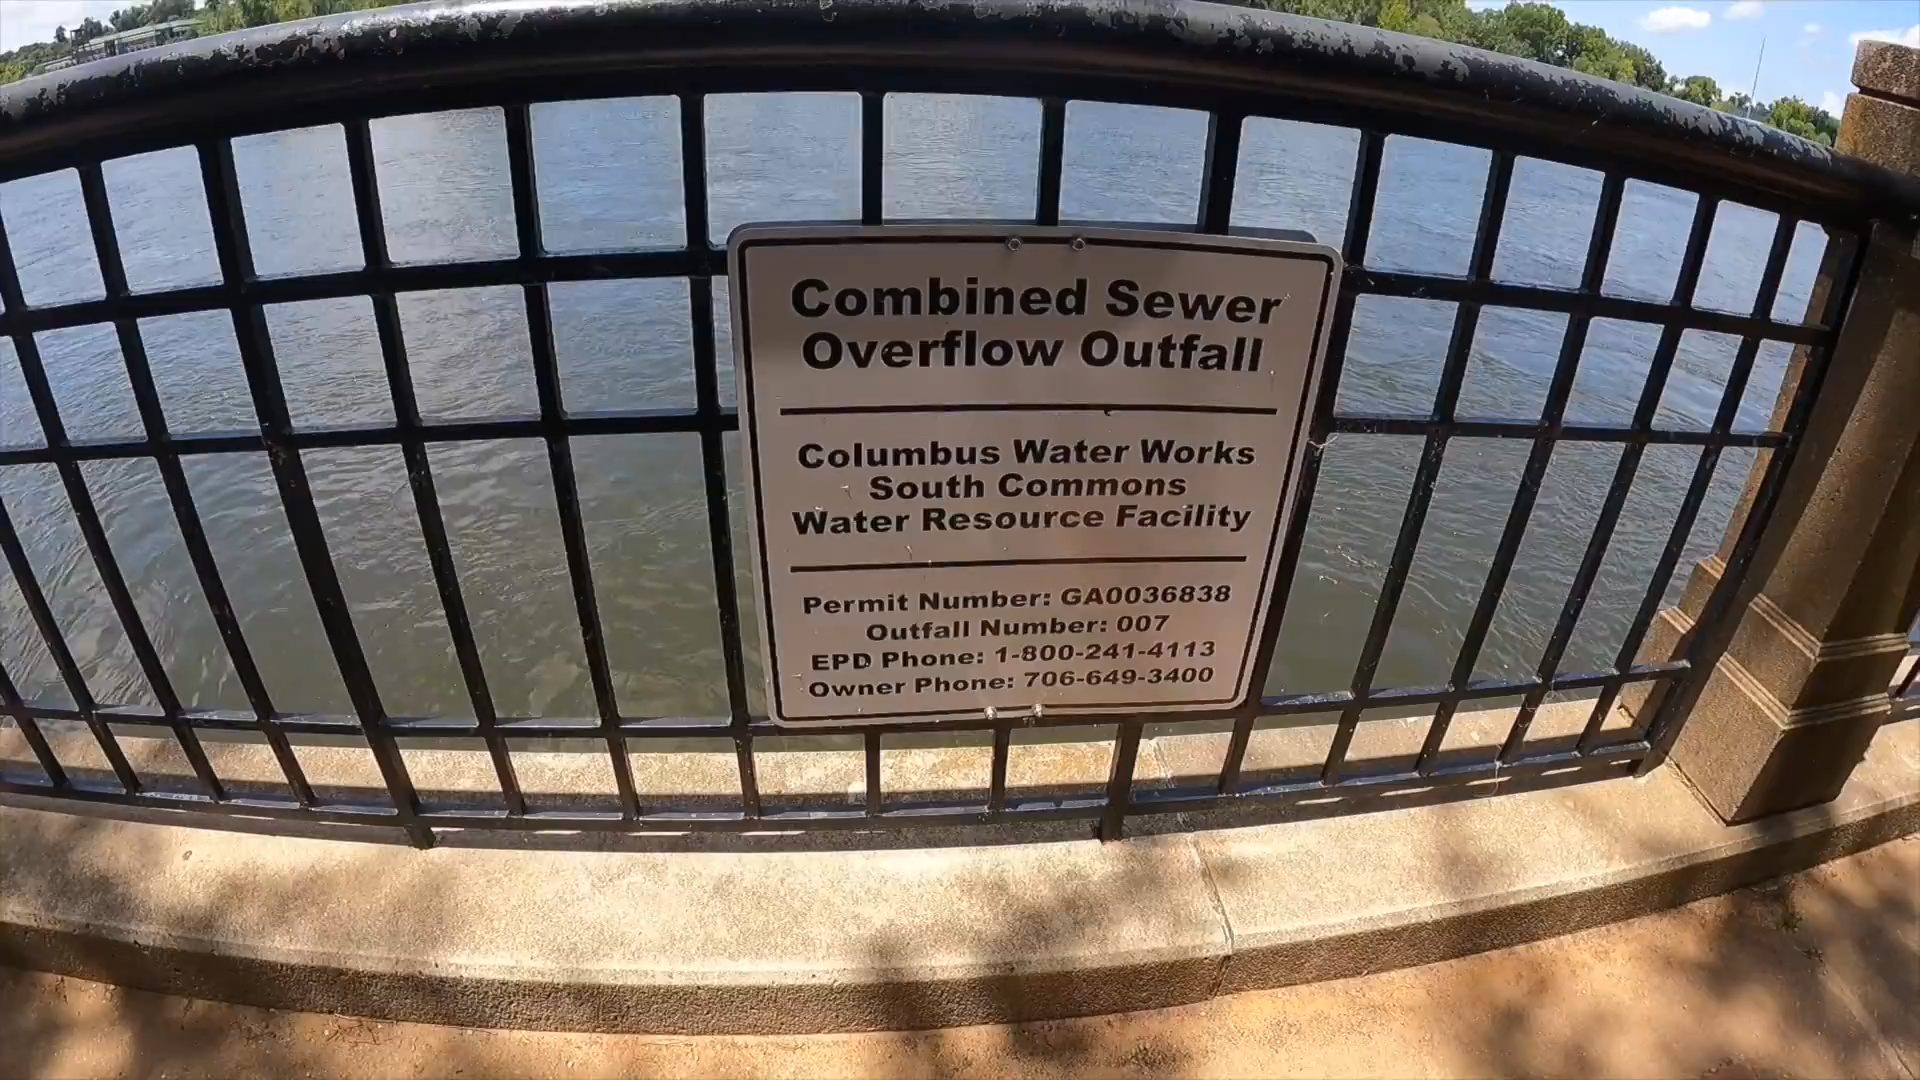 Combined Sewer
Overflow Outfall
Columbus Water Works
South Commons
Water Resource Facility
Permit Number: GA0036838
Outfall Number: 007
EPD Phone: 1-800-241-4113
Owner Phone: 706-649-3400